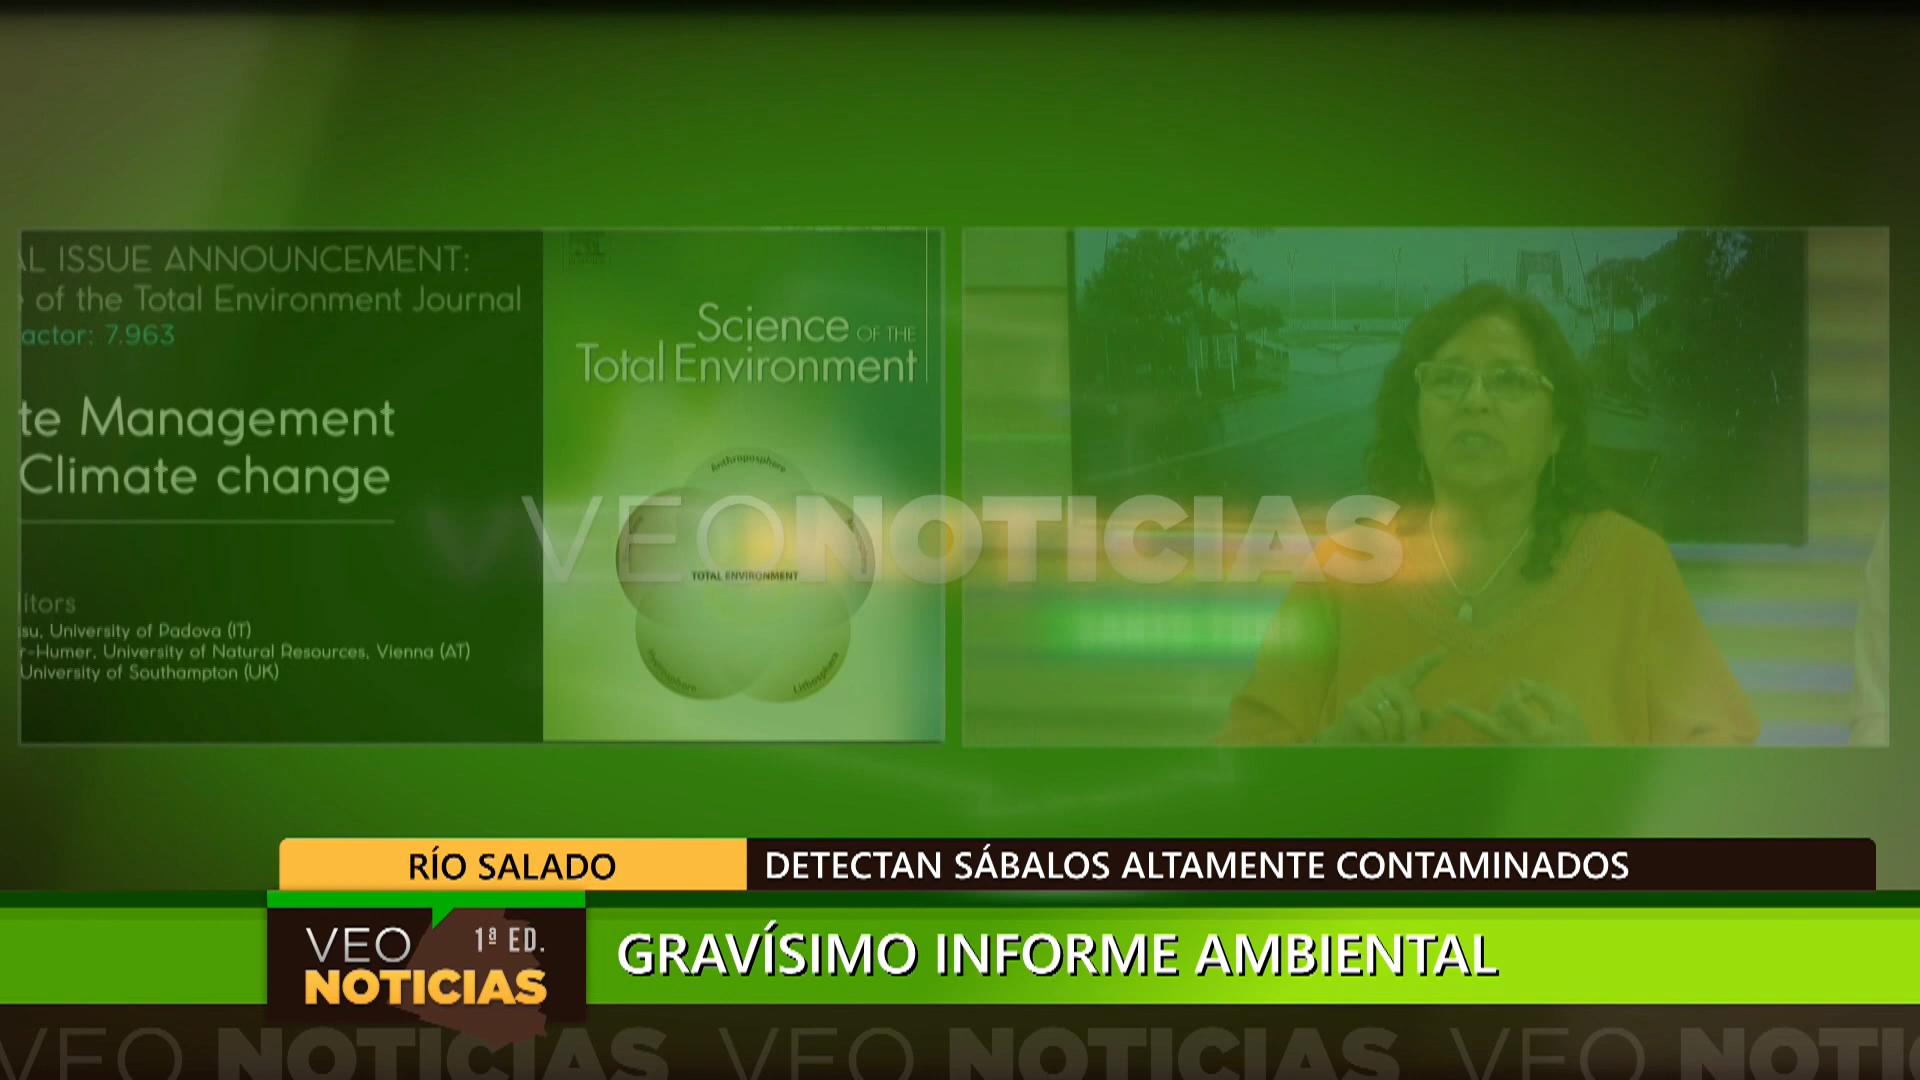 AL ISSUE ANNOUNCEMENT:
e of the Total Environment Journal
actor: 7.963
te Management
Climate change
itors
su, University of Padova (IT)
r-Humer, University of Natural Resources, Vienna (AT)
University of Southampton (UK)
Science OF THE
Total Environment
Anthroposphere
TOTAL ENVIRONMENT
Lithosphere
VEONOTICIAS
RÍO SALADO
DETECTAN SÁBALOS ALTAMENTE CONTAMINADOS
VEO 1ª ED.
NOTICIAS
GRAVÍSIMO INFORME AMBIENTAL
VEO NOTICIAS VEO NOTICIAS VEO NOTI